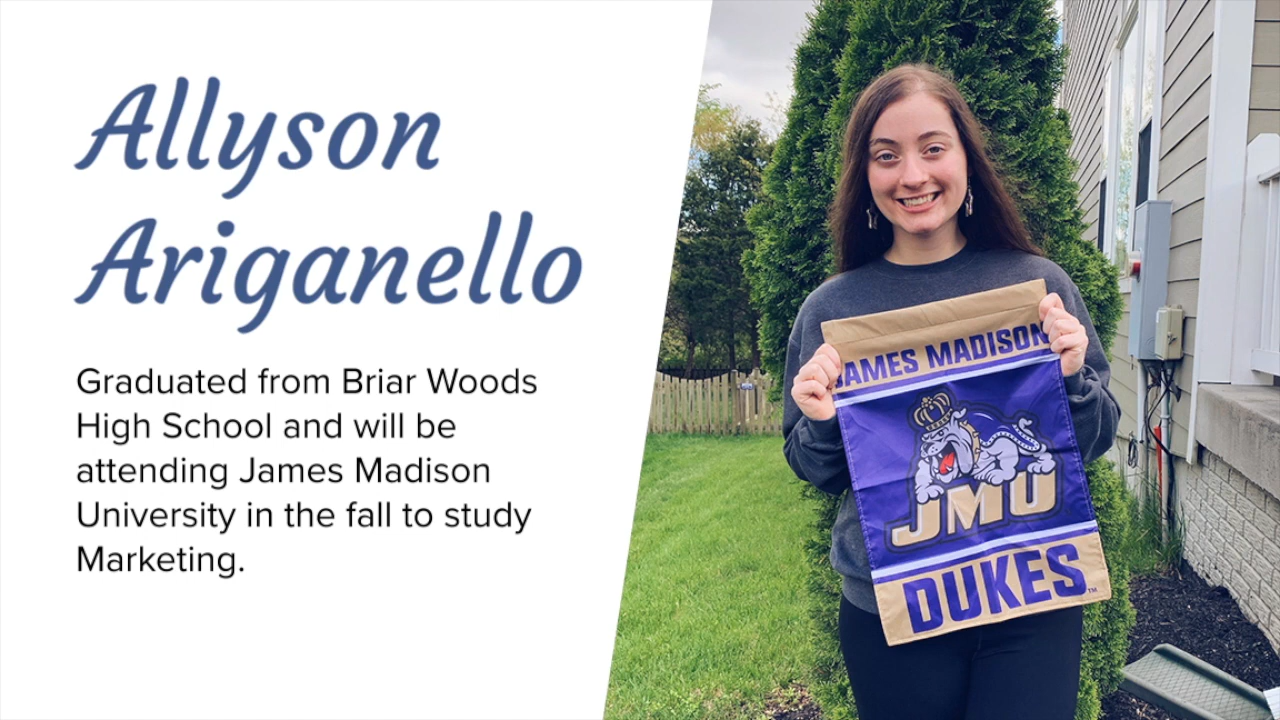 Allyson
Ariganello
Graduated from Briar Woods
High School and will be
attending James Madison
University in the fall to study
Marketing.
JAMES MADISON
JMU
DUKES™